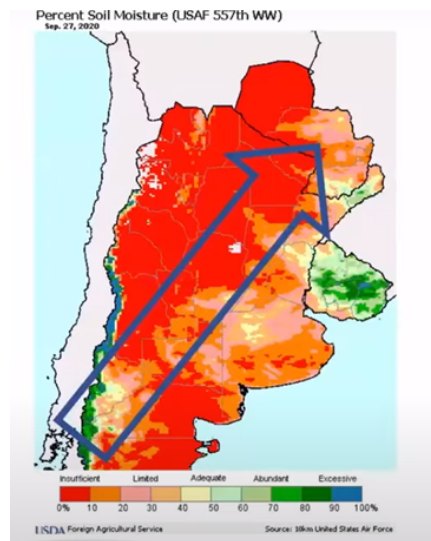 Percent Soil Moisture (USAF 557th WW)
Sep. 27, 2020
Insufficient Limited Adequate Abundant Excessive
0% 10 20 30 40 50 60 70 80 90 100%
USDA Foreign Agricultural Service Source: 10km United States Air Force